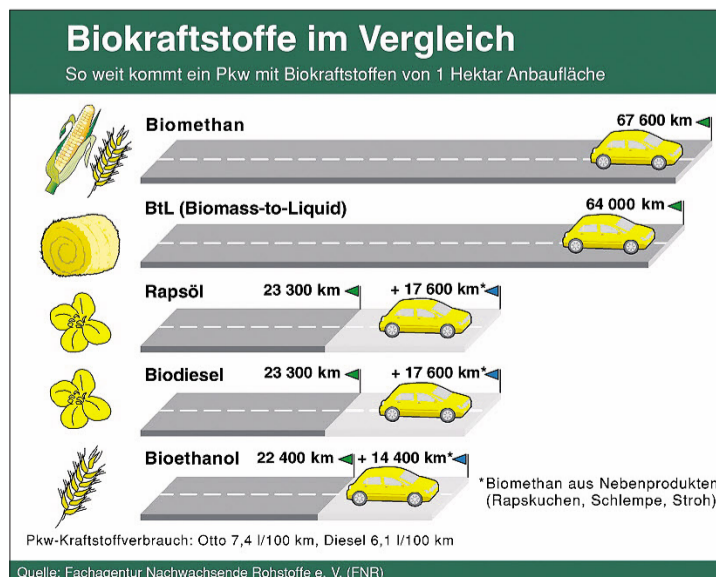 Biokraftstoffe im Vergleich
So weit kommt ein Pkw mit Biokraftstoffen von 1 Hektar Anbaufläche
Biomethan
67 600 km
BtL (Biomass-to-Liquid)
64 000 km
Rapsöl 23 300 km + 17 600 km*
Biodiesel 23 300 km + 17 600 km*
Bioethanol 22 400 km + 14 400 km*
*Biomethan aus Nebenprodukten
(Rapskuchen, Schlempe, Stroh)
Pkw-Kraftstoffverbrauch: Otto 7,4 l/100 km, Diesel 6,1 l/100 km
Quelle: Fachagentur Nachwachsende Rohstoffe e. V. (FNR)